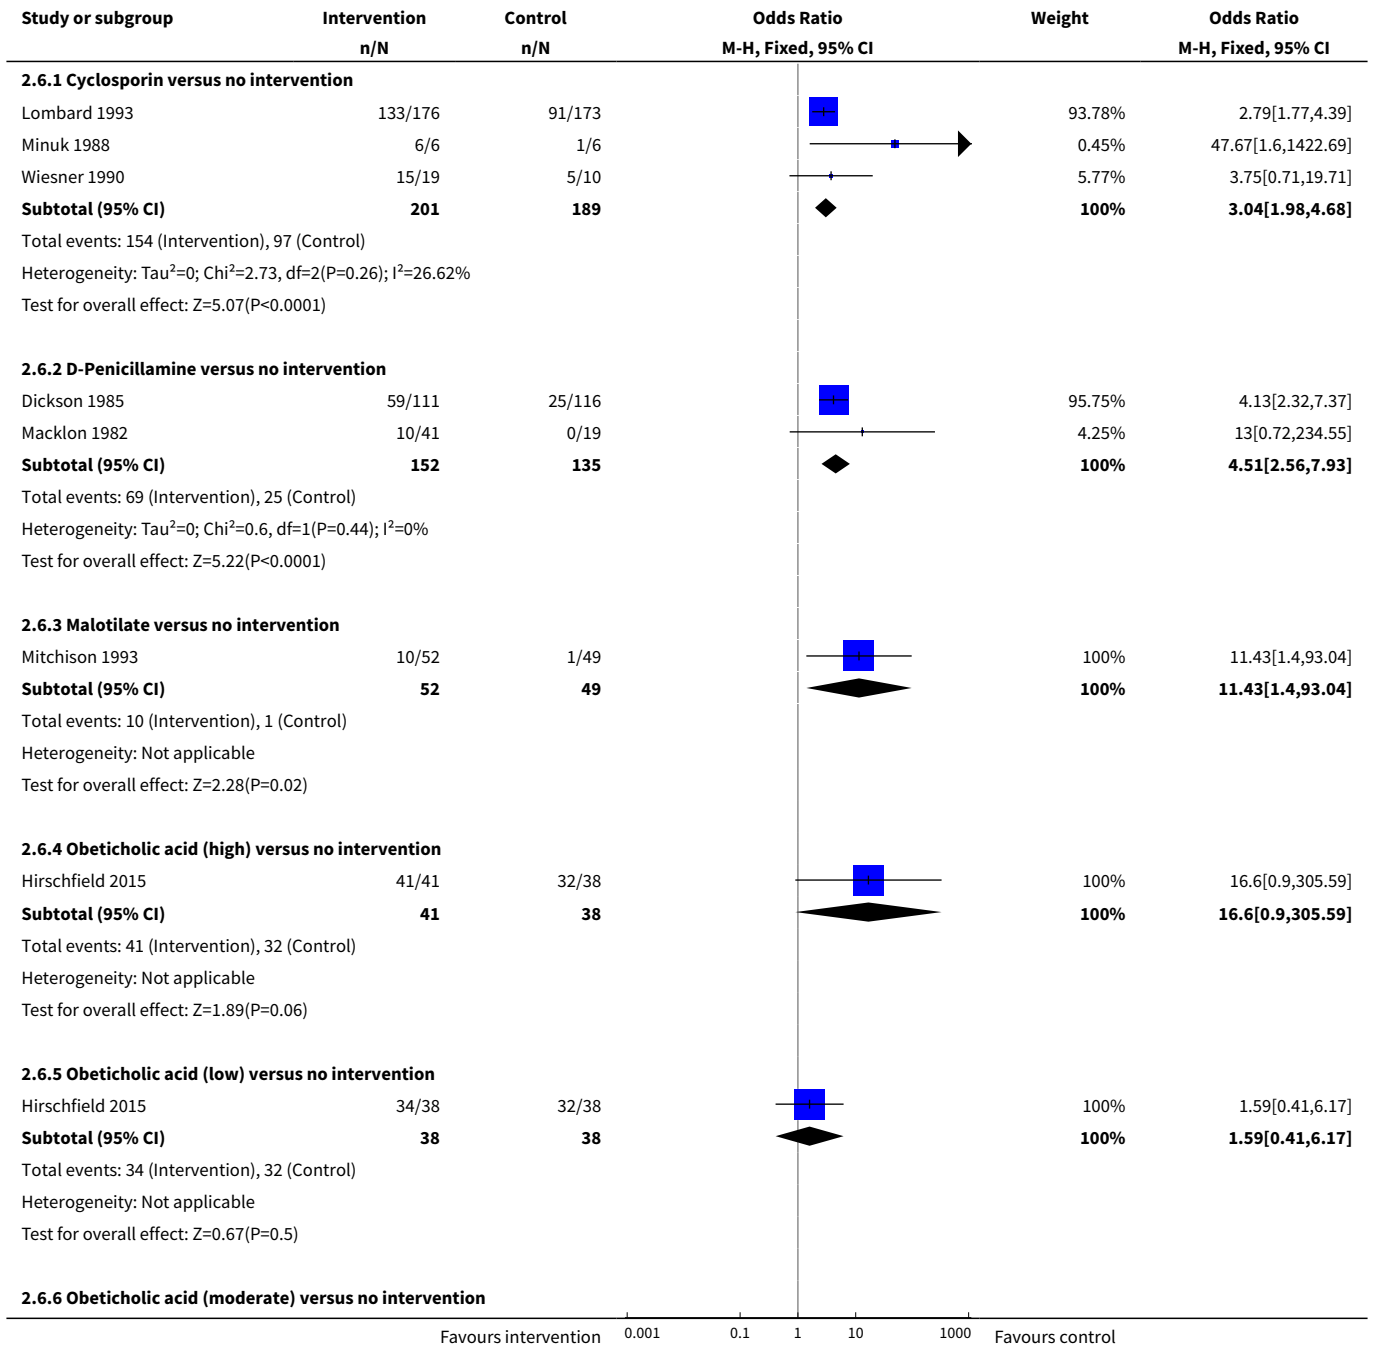 Study or subgroup Intervention Control Odds Ratio Weight Odds Ratio
n/N n/N M-H, Fixed, 95% CI M-H, Fixed, 95% CI
2.6.1 Cyclosporin versus no intervention
Lombard 1993 133/176 91/173 93.78% 2.79[1.77,4.39]
Minuk 1988 6/6 1/6 0.45% 47.67[1.6,1422.69]
Wiesner 1990 15/19 5/10 5.77% 3.75[0.71,19.71]
Subtotal (95% CI) 201 189 100% 3.04[1.98,4.68]
Total events: 154 (Intervention), 97 (Control)
Heterogeneity: Tau²=0; Chi²=2.73, df=2(P=0.26); I²=26.62%
Test for overall effect: Z=5.07(P<0.0001)
2.6.2 D-Penicillamine versus no intervention
Dickson 1985 59/111 25/116 95.75% 4.13[2.32,7.37]
Macklon 1982 10/41 0/19 4.25% 13[0.72,234.55]
Subtotal (95% CI) 152 135 100% 4.51[2.56,7.93]
Total events: 69 (Intervention), 25 (Control)
Heterogeneity: Tau²=0; Chi²=0.6, df=1(P=0.44); I²=0%
Test for overall effect: Z=5.22(P<0.0001)
2.6.3 Malotilate versus no intervention
Mitchison 1993 10/52 1/49 100% 11.43[1.4,93.04]
Subtotal (95% CI) 52 49 100% 11.43[1.4,93.04]
Total events: 10 (Intervention), 1 (Control)
Heterogeneity: Not applicable
Test for overall effect: Z=2.28(P=0.02)
2.6.4 Obeticholic acid (high) versus no intervention
Hirschfield 2015 41/41 32/38 100% 16.6[0.9,305.59]
Subtotal (95% CI) 41 38 100% 16.6[0.9,305.59]
Total events: 41 (Intervention), 32 (Control)
Heterogeneity: Not applicable
Test for overall effect: Z=1.89(P=0.06)
2.6.5 Obeticholic acid (low) versus no intervention
Hirschfield 2015 34/38 32/38 100% 1.59[0.41,6.17]
Subtotal (95% CI) 38 38 100% 1.59[0.41,6.17]
Total events: 34 (Intervention), 32 (Control)
Heterogeneity: Not applicable
Test for overall effect: Z=0.67(P=0.5)
2.6.6 Obeticholic acid (moderate) versus no intervention
Favours intervention 0.001 0.1 1 10 1000 Favours control